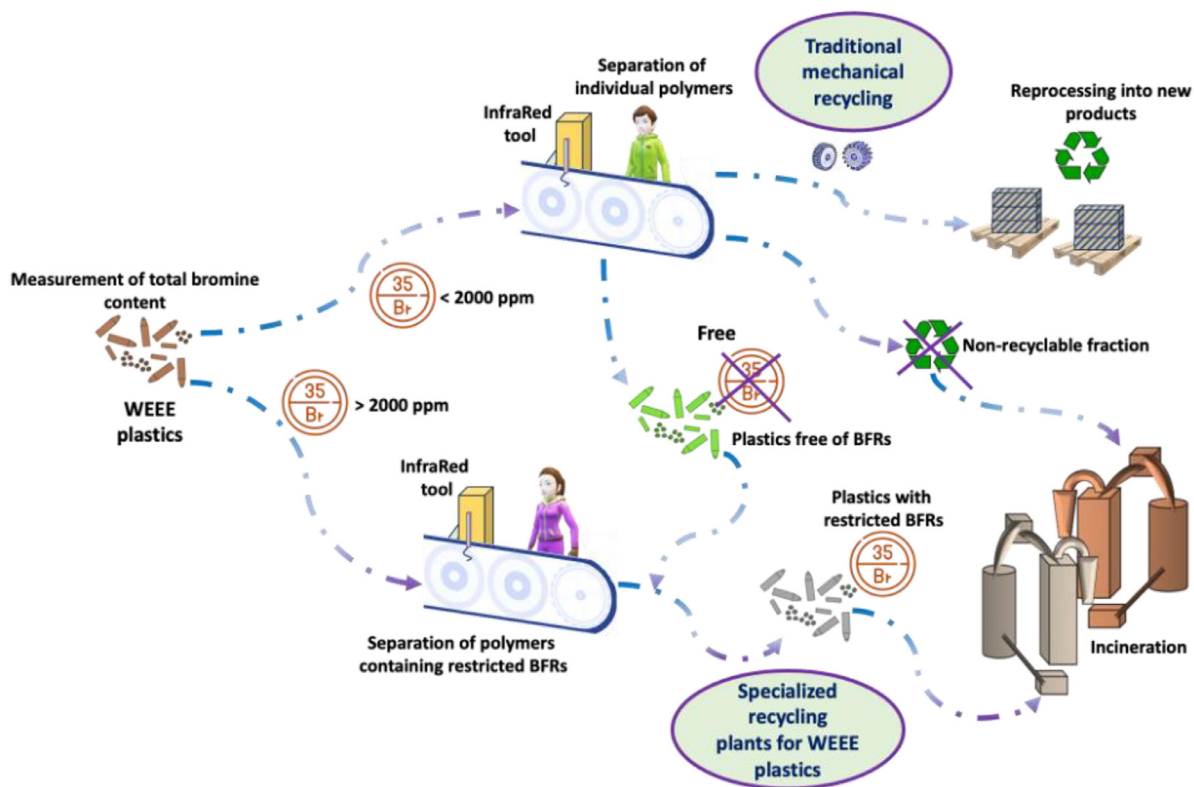 Traditional
mechanical
recycling
Separation of
individual polymers
InfraRed
tool
Reprocessing into new
products
Measurement of total bromine
content
35
Br
< 2000 ppm
WEEE
plastics
35
Br
> 2000 ppm
Free
35
Br
Non-recyclable fraction
Plastics free of BFRs
InfraRed
tool
Plastics with
restricted BFRs
35
Br
Separation of polymers
containing restricted BFRs
Incineration
Specialized
recycling
plants for WEEE
plastics